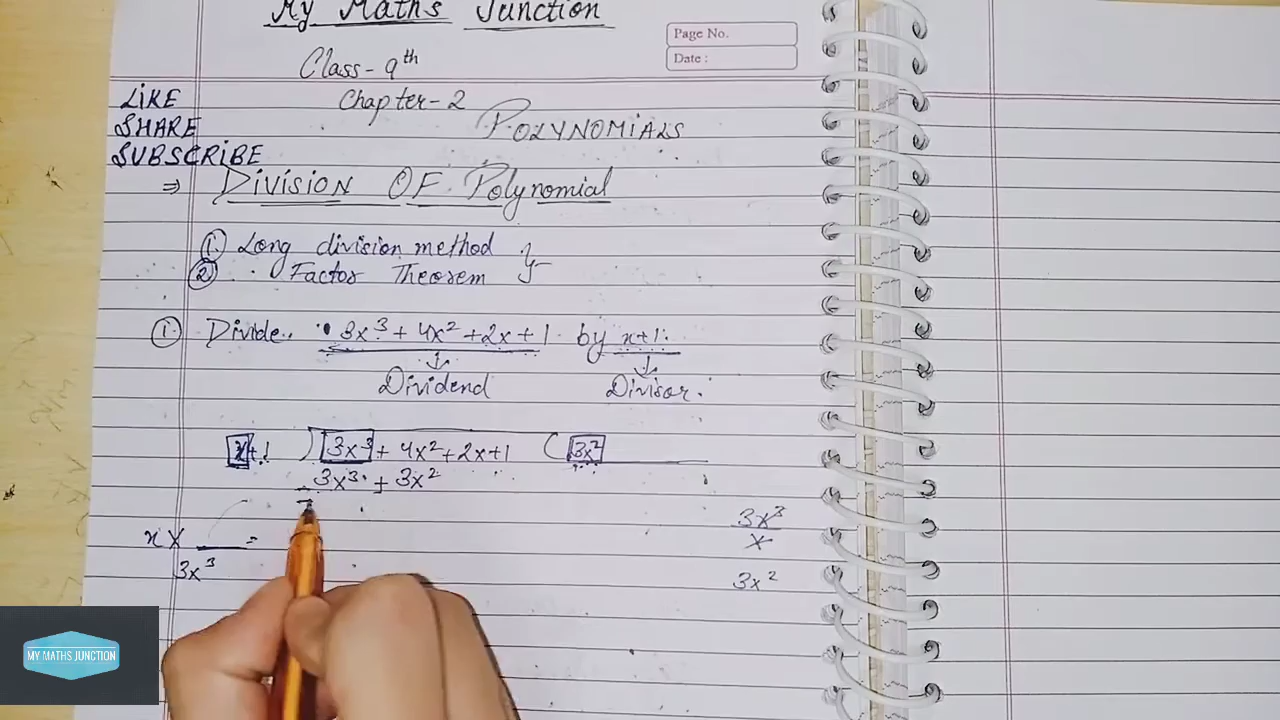 My Maths Junction
Page No.
Date :
Class - 9th
Chapter - 2
LIKE
SHARE
SUBSCRIBE
POLYNOMIALS
⇒ DIVISION OF Polynomial
① Long division method
② Factor Theorem
① Divide 3x³ + 4x² + 2x + 1 by x+1.
Dividend Divisor.
x+1 ) 3x³ + 4x² + 2x + 1 ( 3x²
3x³ + 3x²
3x³
x
3x²
x × ___ =
3x³
MY MATHS JUNCTION